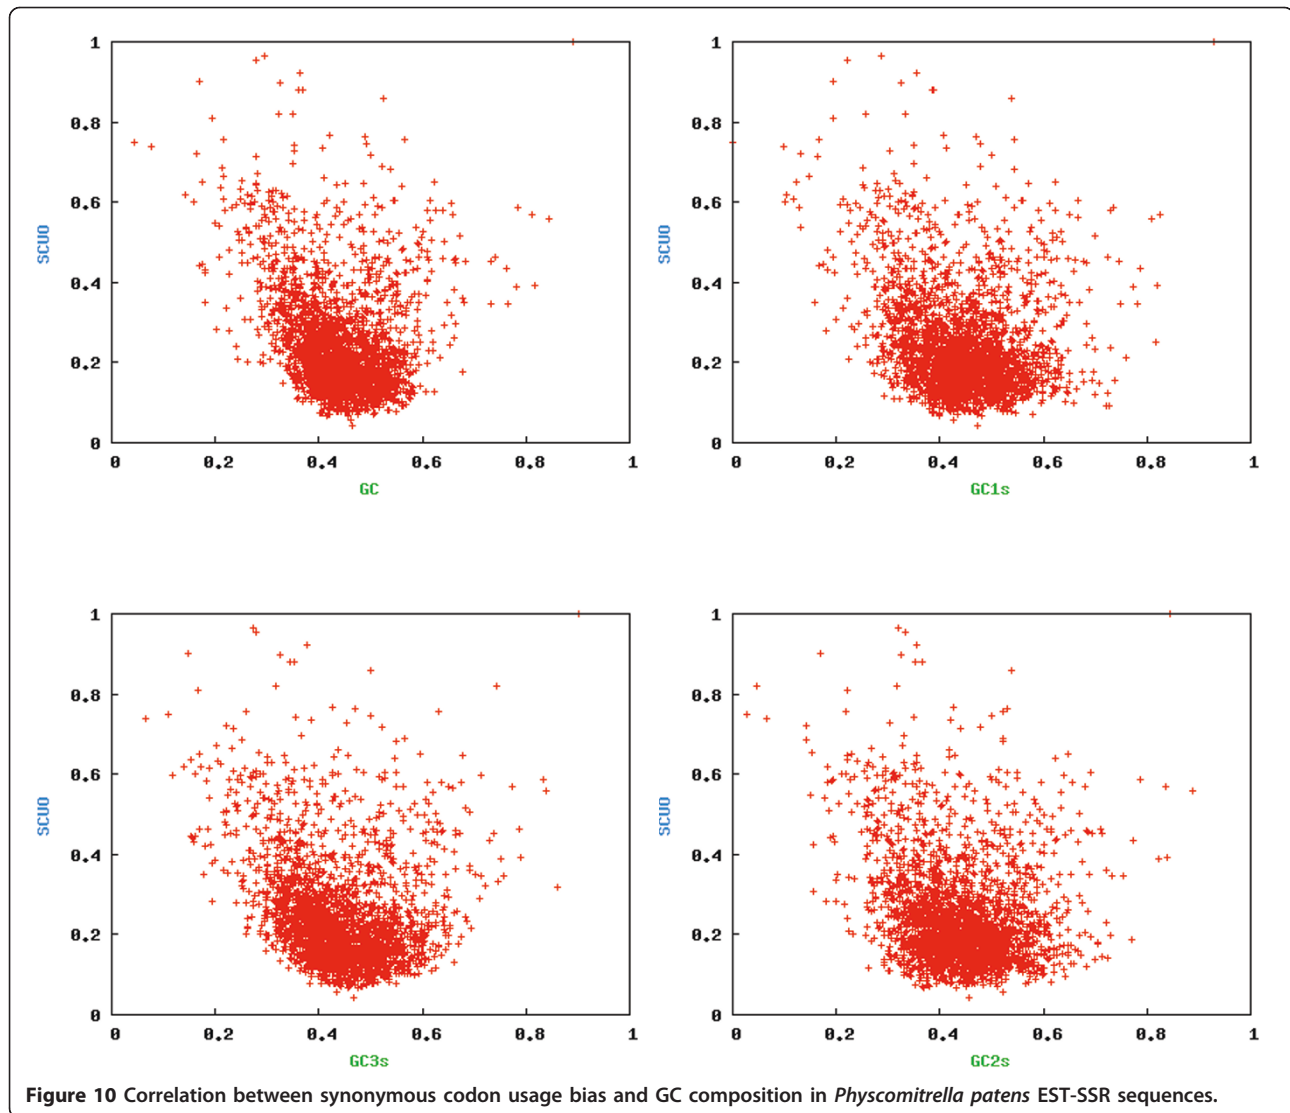 1
0.8
0.6
0.4
0.2
0
SCUO
0 0.2 0.4 0.6 0.8 1
GC
1
0.8
0.6
0.4
0.2
0
SCUO
0 0.2 0.4 0.6 0.8 1
GC1s
1
0.8
0.6
0.4
0.2
0
SCUO
0 0.2 0.4 0.6 0.8 1
GC3s
1
0.8
0.6
0.4
0.2
0
SCUO
0 0.2 0.4 0.6 0.8 1
GC2s
Figure 10 Correlation between synonymous codon usage bias and GC composition in Physcomitrella patens EST-SSR sequences.